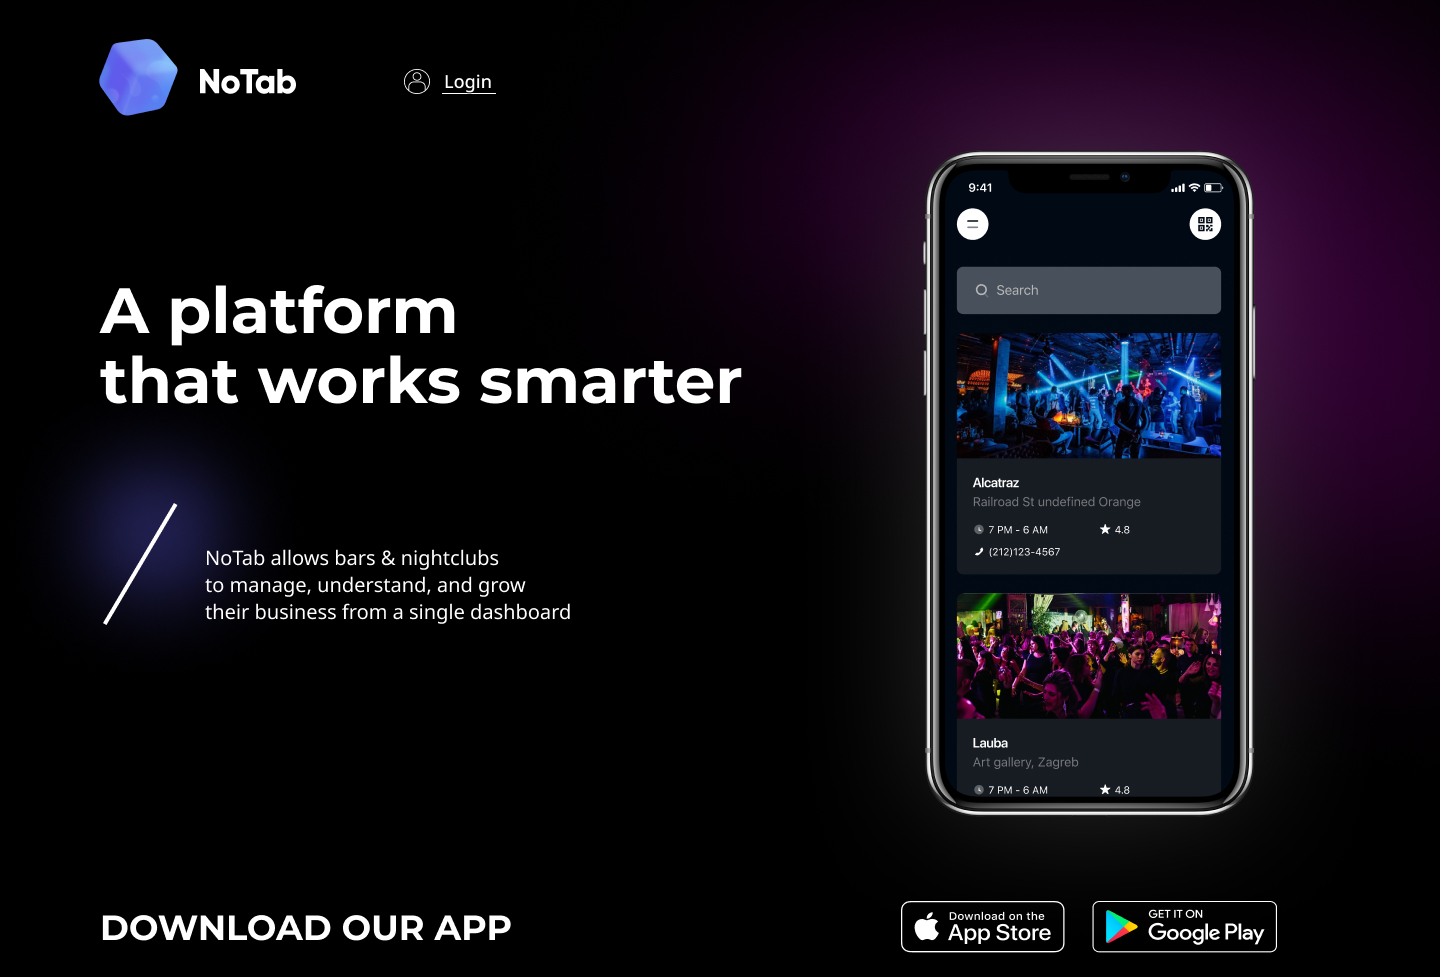 NoTab
Login
A platform
that works smarter
NoTab allows bars & nightclubs
to manage, understand, and grow
their business from a single dashboard
9:41
Search
Alcatraz
Railroad St undefined Orange
7 PM - 6 AM
4.8
(212)123-4567
Lauba
Art gallery, Zagreb
7 PM - 6 AM
4.8
DOWNLOAD OUR APP
Download on the
App Store
GET IT ON
Google Play